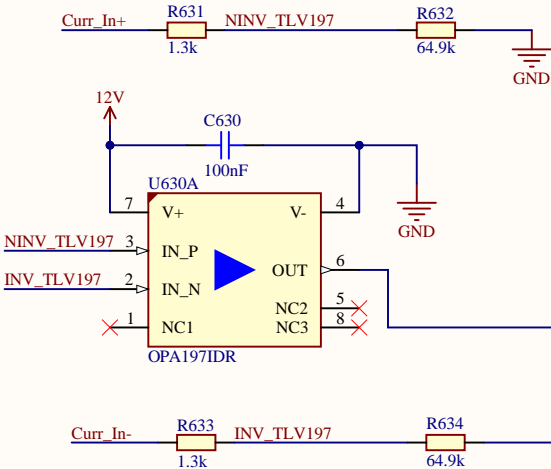 Curr_In+
R631
1.3k
NINV_TLV197
R632
64.9k
GND
12V
C630
100nF
GND
U630A
7
V+
V-
4
NINV_TLV197
3
IN_P
OUT
6
INV_TLV197
2
IN_N
NC2
5
1
NC1
NC3
8
OPA197IDR
Curr_In-
R633
1.3k
INV_TLV197
R634
64.9k